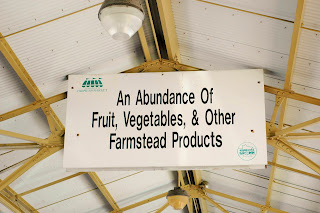 An Abundance Of
Fruit, Vegetables, & Other
Farmstead Products